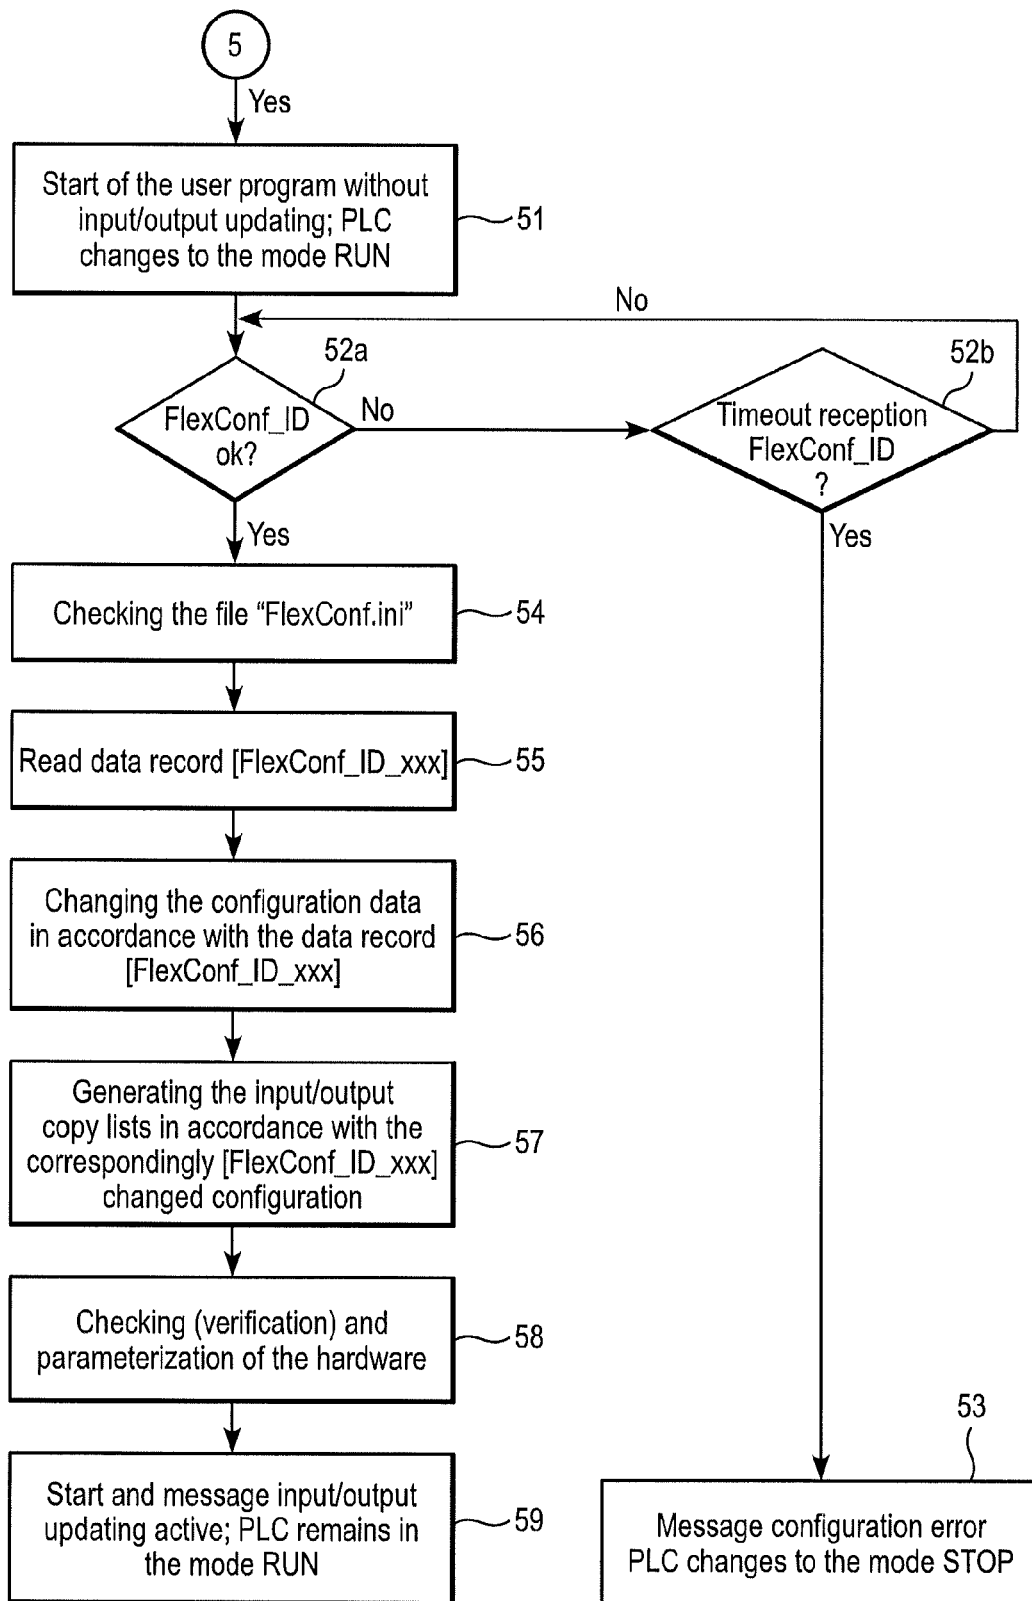 5
Yes
Start of the user program without
input/output updating; PLC
changes to the mode RUN
51
No
52a
52b
FlexConf_ID
ok?
No
Timeout reception
FlexConf_ID
?
Yes
Yes
Checking the file “FlexConf.ini”
54
Read data record [FlexConf_ID_xxx]
55
Changing the configuration data
in accordance with the data record
[FlexConf_ID_xxx]
56
Generating the input/output
copy lists in accordance with the
correspondingly [FlexConf_ID_xxx]
changed configuration
57
Checking (verification) and
parameterization of the hardware
58
Start and message input/output
updating active; PLC remains in
the mode RUN
59
53
Message configuration error
PLC changes to the mode STOP